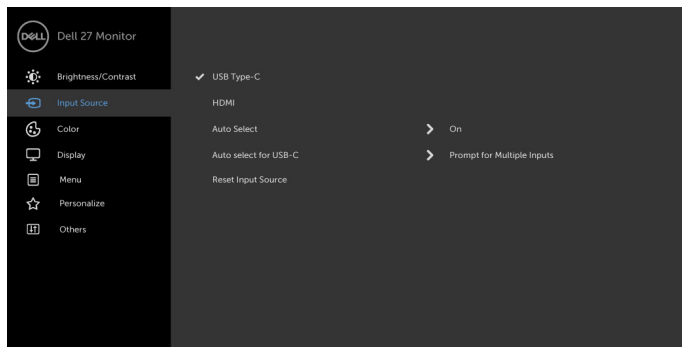 DELL Dell 27 Monitor
Brightness/Contrast
USB Type-C
Input Source
HDMI
Color
Auto Select
On
Display
Auto select for USB-C
Prompt for Multiple Inputs
Menu
Reset Input Source
Personalize
Others